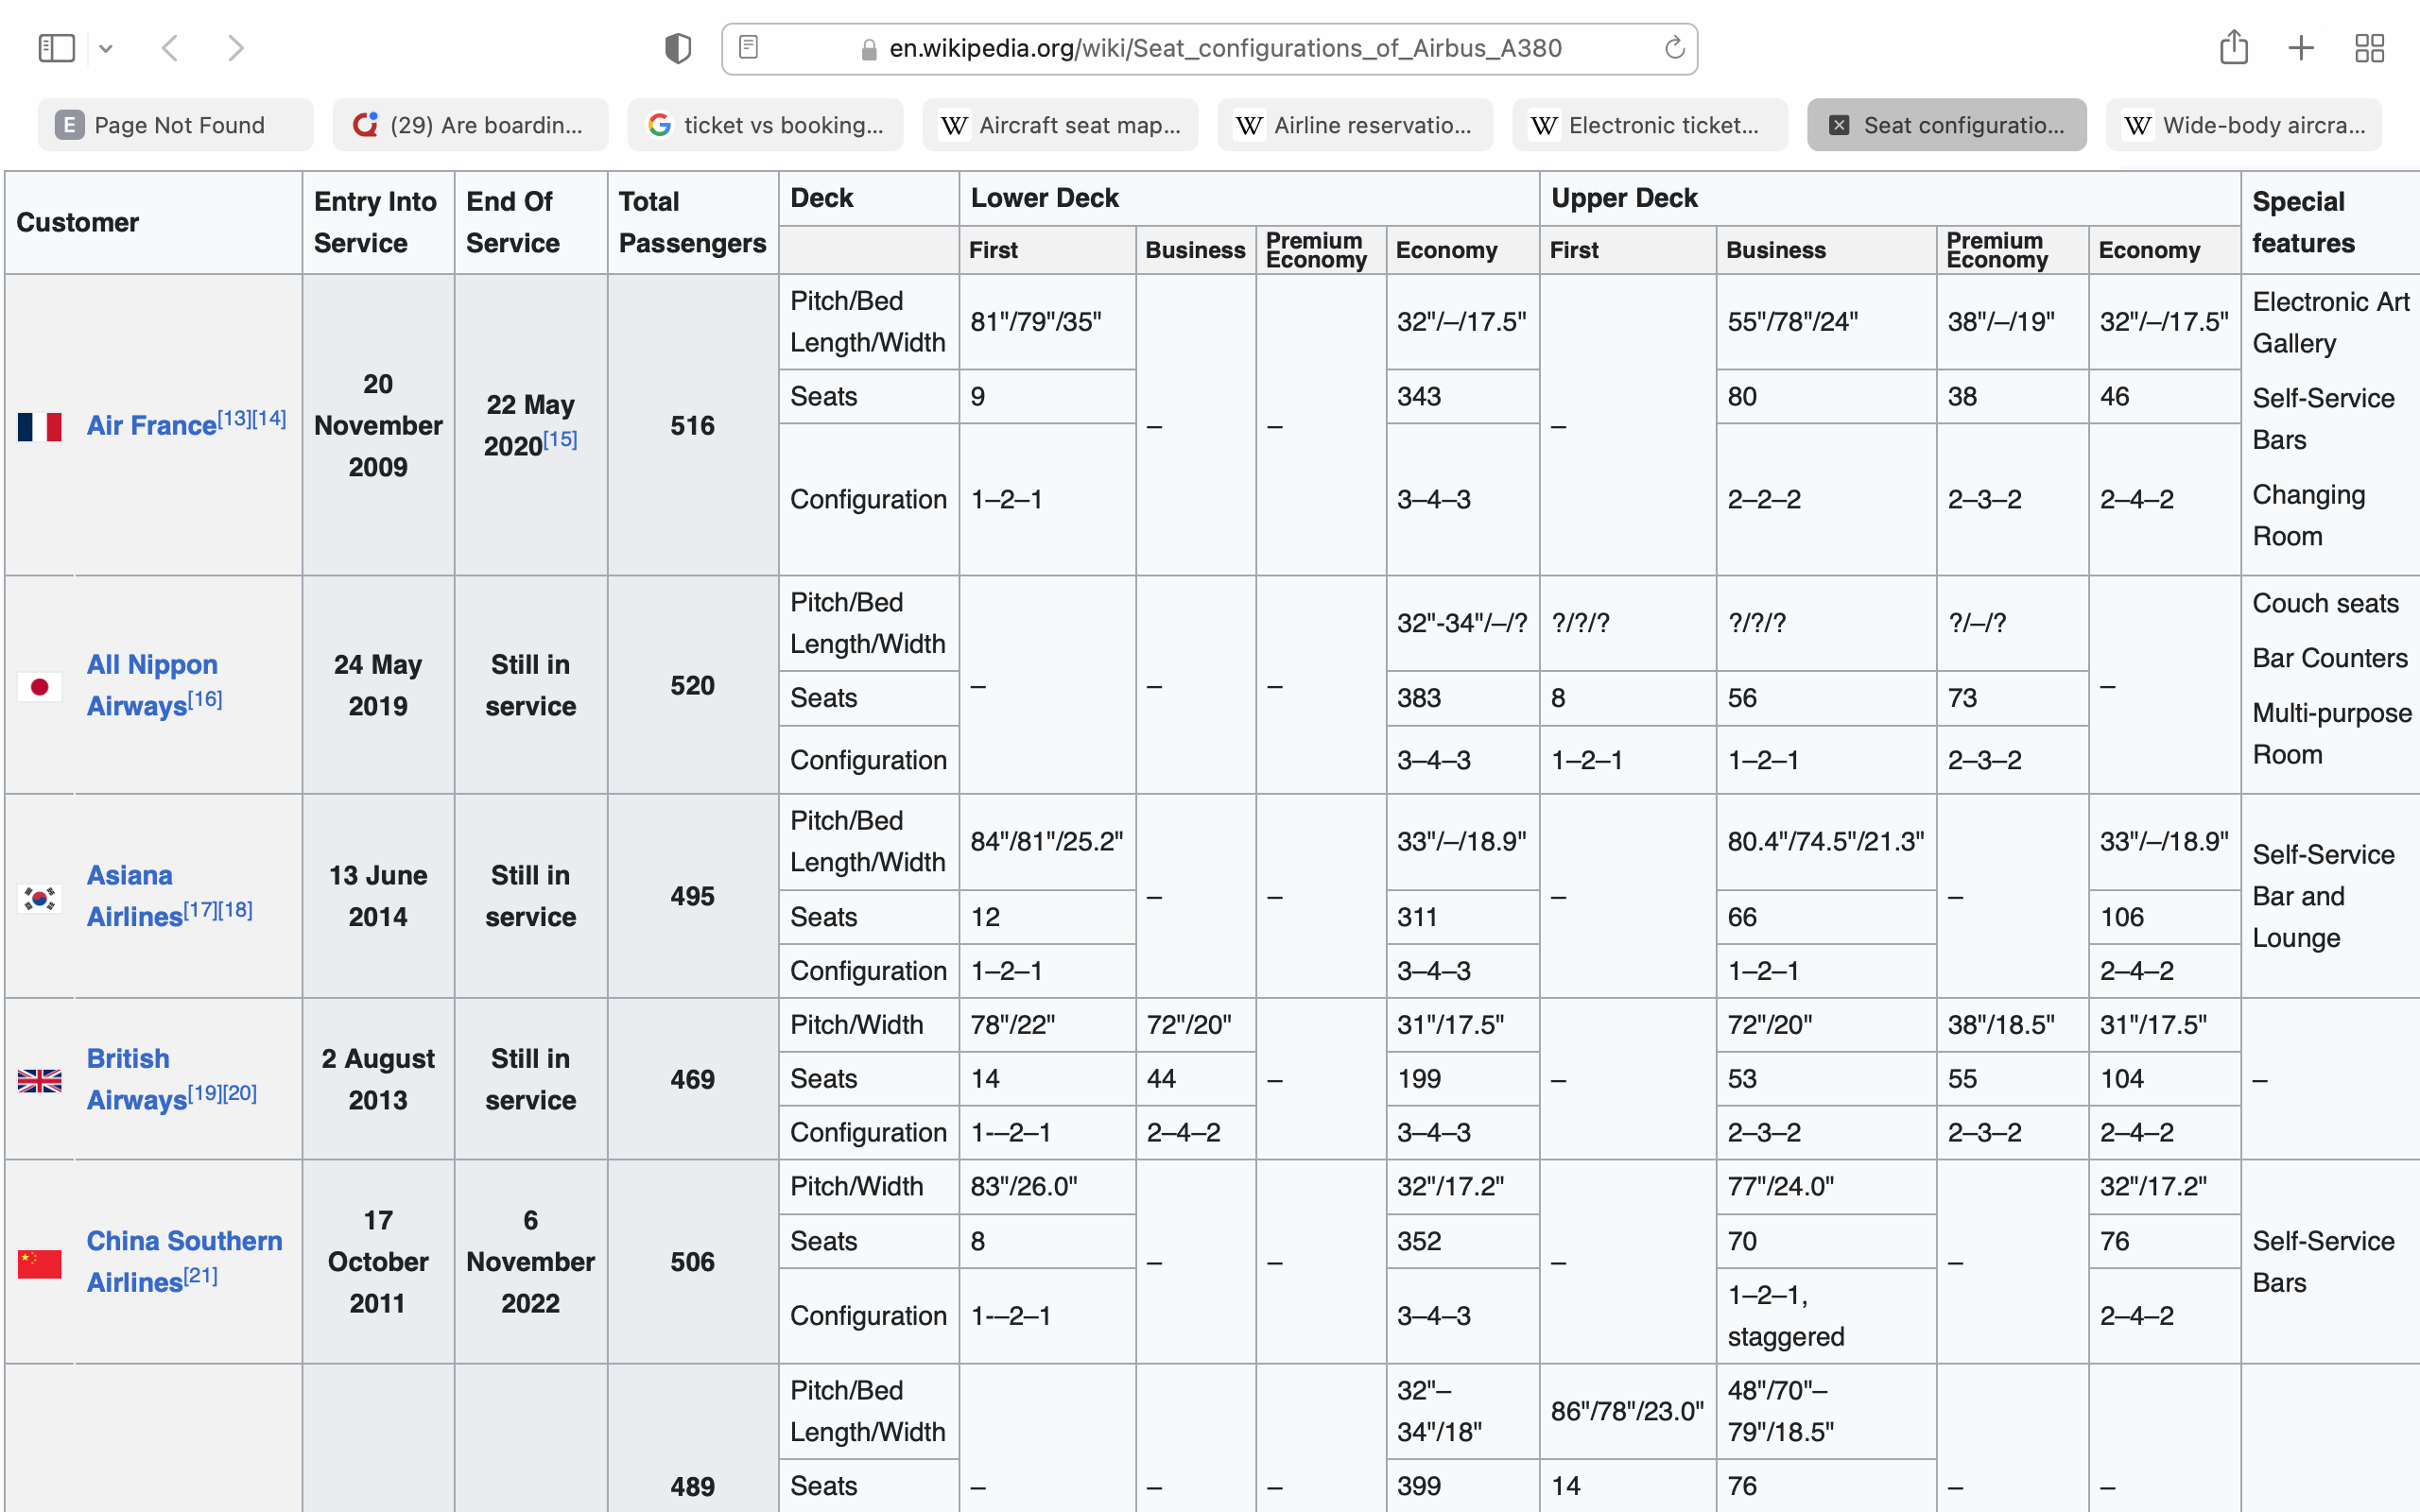 en.wikipedia.org/wiki/Seat_configurations_of_Airbus_A380
E Page Not Found
(29) Are boardin...
G ticket vs booking...
W Aircraft seat map...
W Airline reservatio...
W Electronic ticket...
Seat configuratio...
W Wide-body aircra...
Customer
Entry Into
Service
End Of
Service
Total
Passengers
Deck
Lower Deck
Upper Deck
Special
features
First
Business
Premium
Economy
Economy
First
Business
Premium
Economy
Economy
Air France[13][14]
20
November
2009
22 May
2020[15]
516
Pitch/Bed
Length/Width
81"/79"/35"
–
–
32"/–/17.5"
–
55"/78"/24"
38"/–/19"
32"/–/17.5"
Electronic Art
Gallery
Self-Service
Bars
Changing
Room
Seats
9
343
80
38
46
Configuration
1–2–1
3–4–3
2–2–2
2–3–2
2–4–2
All Nippon
Airways[16]
24 May
2019
Still in
service
520
Pitch/Bed
Length/Width
–
–
–
32"-34"/–/?
?/?/?
?/?/?
?/–/?
–
Couch seats
Bar Counters
Multi-purpose
Room
Seats
383
8
56
73
Configuration
3–4–3
1–2–1
1–2–1
2–3–2
Asiana
Airlines[17][18]
13 June
2014
Still in
service
495
Pitch/Bed
Length/Width
84"/81"/25.2"
–
–
33"/–/18.9"
–
80.4"/74.5"/21.3"
–
33"/–/18.9"
Self-Service
Bar and
Lounge
Seats
12
311
66
106
Configuration
1–2–1
3–4–3
1–2–1
2–4–2
British
Airways[19][20]
2 August
2013
Still in
service
469
Pitch/Width
78"/22"
72"/20"
–
31"/17.5"
–
72"/20"
38"/18.5"
31"/17.5"
–
Seats
14
44
199
53
55
104
Configuration
1-–2–1
2–4–2
3–4–3
2–3–2
2–3–2
2–4–2
China Southern
Airlines[21]
17
October
2011
6
November
2022
506
Pitch/Width
83"/26.0"
–
–
32"/17.2"
–
77"/24.0"
–
32"/17.2"
Self-Service
Bars
Seats
8
352
70
76
Configuration
1-–2–1
3–4–3
1–2–1,
staggered
2–4–2
489
Pitch/Bed
Length/Width
–
–
–
32"–
34"/18"
86"/78"/23.0"
48"/70"–
79"/18.5"
–
–
Seats
399
14
76